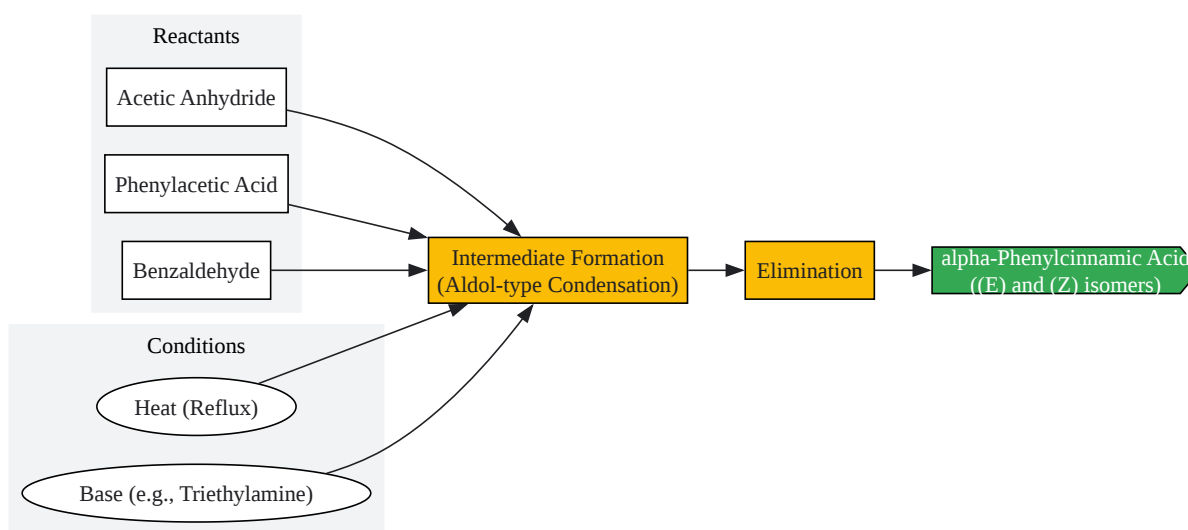 Reactants
Acetic Anhydride
Phenylacetic Acid
Benzaldehyde
Conditions
Heat (Reflux)
Base (e.g., Triethylamine)
Intermediate Formation
(Aldol-type Condensation)
Elimination
alpha-Phenylcinnamic Acid
((E) and (Z) isomers)